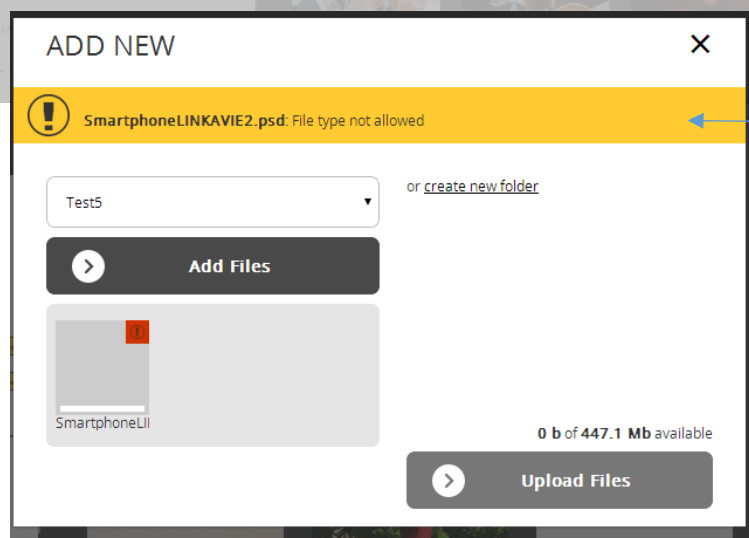 ADD NEW
SmartphoneLINKAVIE2.psd: File type not allowed
Test5
or create new folder
Add Files
SmartphoneLI
0 b of 447.1 Mb available
Upload Files